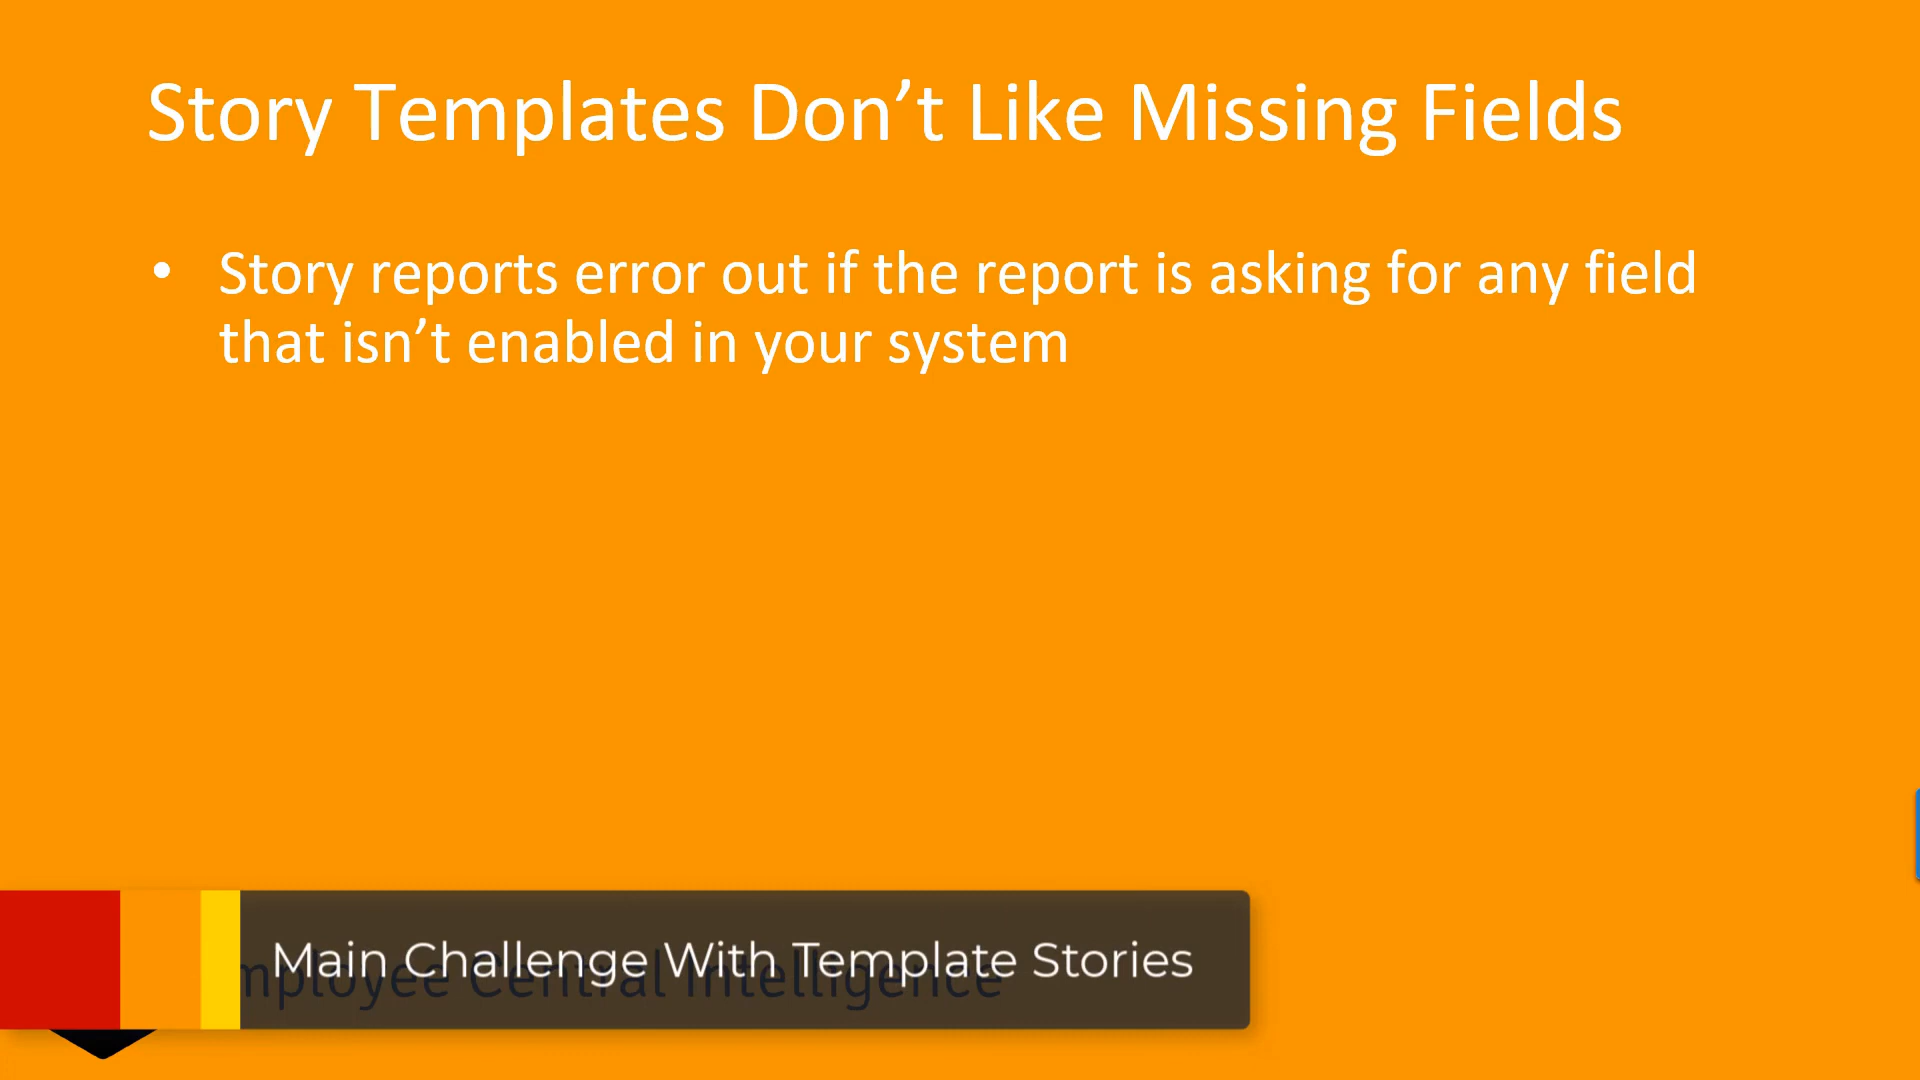 Story Templates Don’t Like Missing Fields
• Story reports error out if the report is asking for any field
that isn’t enabled in your system
Main Challenge With Template Stories
mployee Central Intelligence